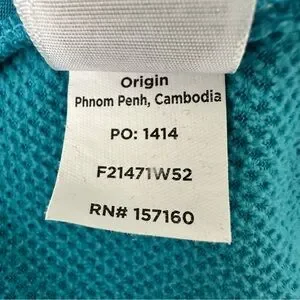 Origin
Phnom Penh, Cambodia
PO: 1414
F21471W52
RN# 157160